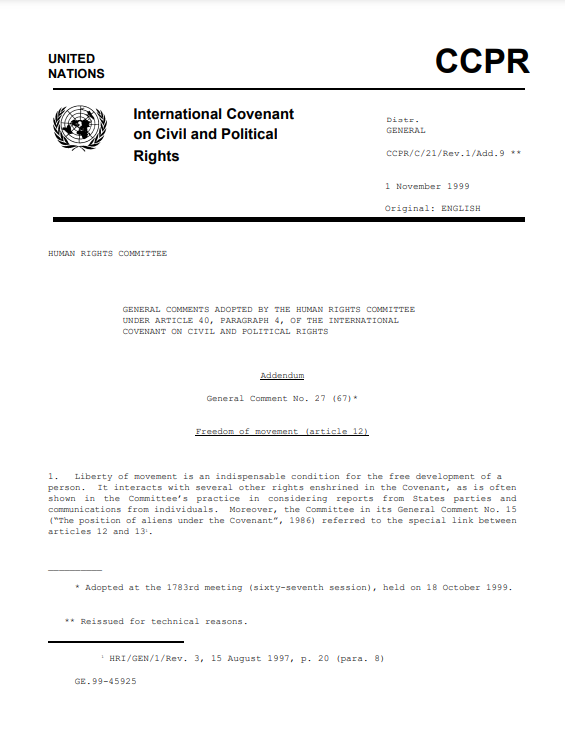 UNITED
NATIONS
CCPR
International Covenant
on Civil and Political
Rights
Distr.
GENERAL
CCPR/C/21/Rev.1/Add.9 **
1 November 1999
Original: ENGLISH
HUMAN RIGHTS COMMITTEE
GENERAL COMMENTS ADOPTED BY THE HUMAN RIGHTS COMMITTEE
UNDER ARTICLE 40, PARAGRAPH 4, OF THE INTERNATIONAL
COVENANT ON CIVIL AND POLITICAL RIGHTS
Addendum
General Comment No. 27 (67)*
Freedom of movement (article 12)
1. Liberty of movement is an indispensable condition for the free development of a
person. It interacts with several other rights enshrined in the Covenant, as is often
shown in the Committee’s practice in considering reports from States parties and
communications from individuals. Moreover, the Committee in its General Comment No. 15
(“The position of aliens under the Covenant”, 1986) referred to the special link between
articles 12 and 13¹.
* Adopted at the 1783rd meeting (sixty-seventh session), held on 18 October 1999.
** Reissued for technical reasons.
¹ HRI/GEN/1/Rev. 3, 15 August 1997, p. 20 (para. 8)
GE.99-45925